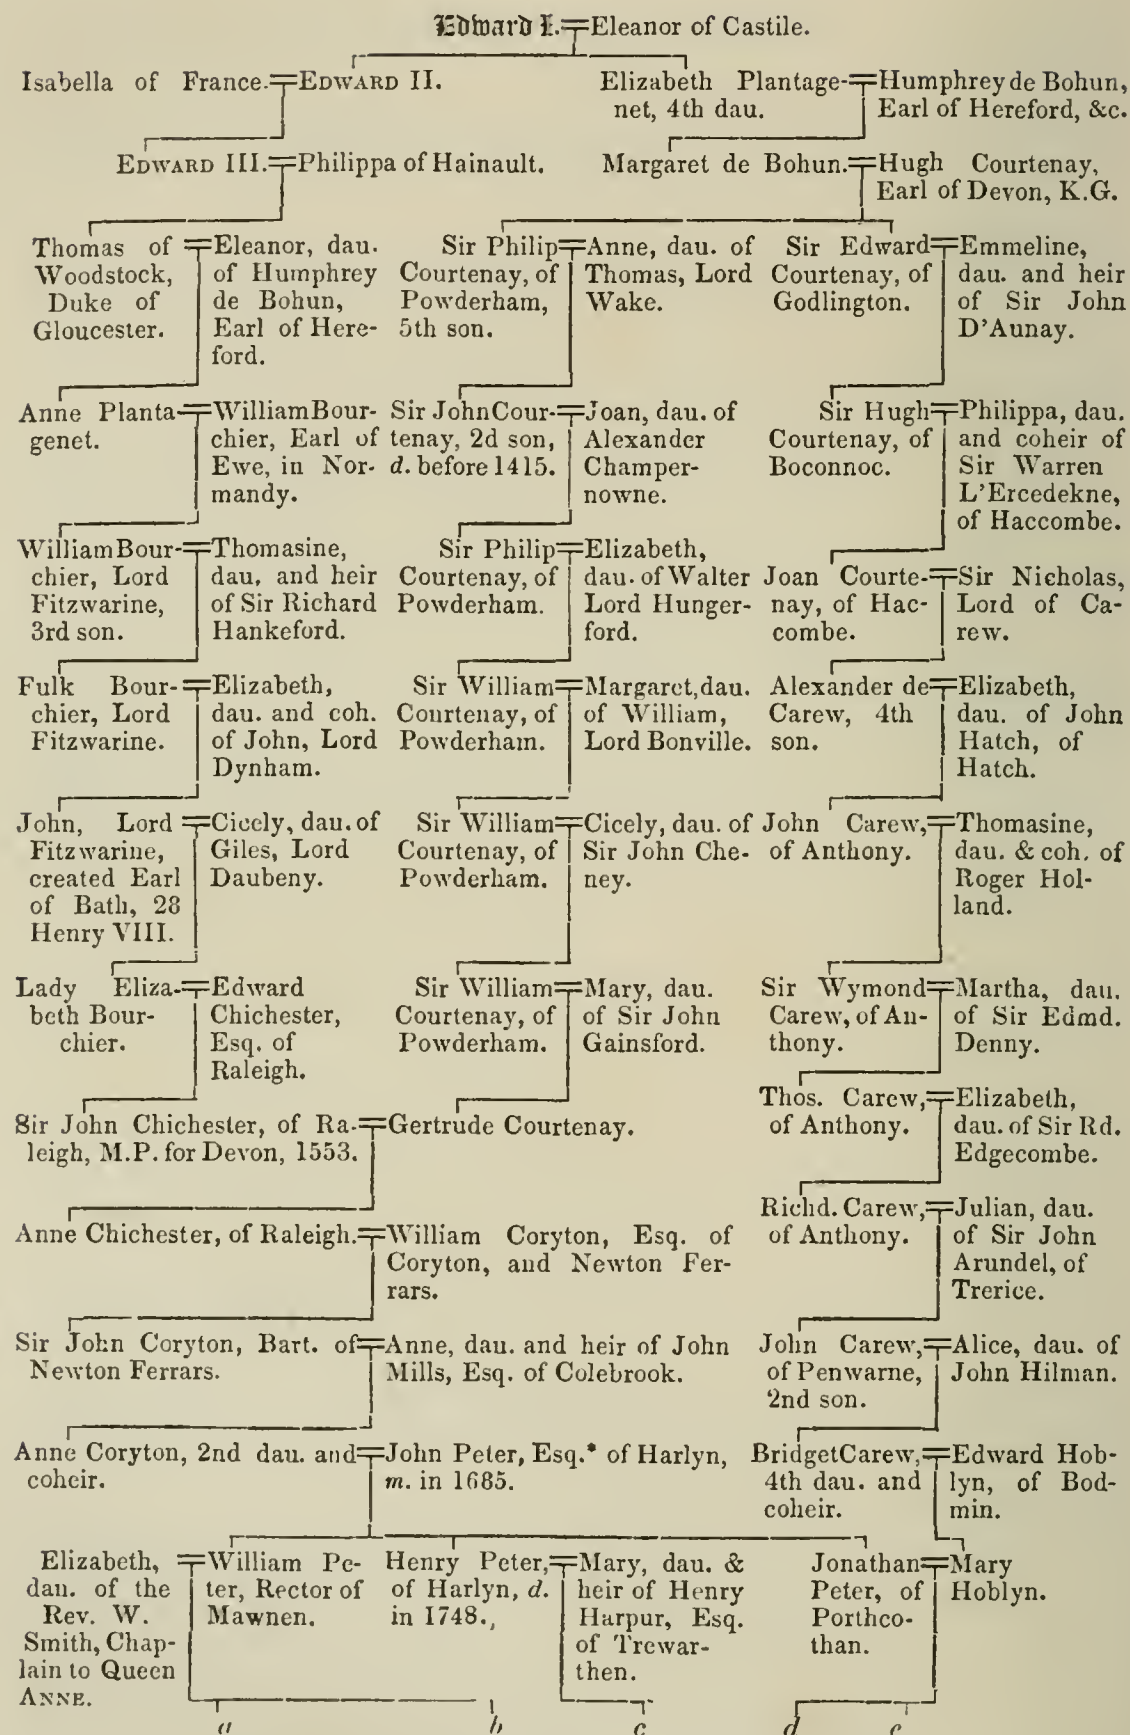 Edward I.=Eleanor of Castile.
Isabella of France.=EDWARD II.
Elizabeth Plantage-
net, 4th dau.
=Humphrey de Bohun,
Earl of Hereford, &c.
EDWARD III.=Philippa of Hainault.
Margaret de Bohun.=Hugh Courtenay,
Earl of Devon, K.G.
Thomas of
Woodstock,
Duke of
Gloucester.
=Eleanor, dau.
of Humphrey
de Bohun,
Earl of Here-
ford.
Sir Philip
Courtenay, of
Powderham,
5th son.
=Anne, dau. of
Thomas, Lord
Wake.
Sir Edward
Courtenay, of
Godlington.
=Emmeline,
dau. and heir
of Sir John
D'Aunay.
Anne Planta-
genet.
=William Bour-
chier, Earl of
Ewe, in Nor-
mandy.
Sir John Cour-
tenay, 2d son,
d. before 1415.
=Joan, dau. of
Alexander
Champer-
nowne.
Sir Hugh
Courtenay, of
Boconnoc.
=Philippa, dau.
and coheir of
Sir Warren
L'Ercedekne,
of Haccombe.
William Bour-
chier, Lord
Fitzwarine,
3rd son.
=Thomasine,
dau. and heir
of Sir Richard
Hankeford.
Sir Philip
Courtenay, of
Powderham.
=Elizabeth,
dau. of Walter
Lord Hunger-
ford.
Joan Courte-
nay, of Hac-
combe.
=Sir Nicholas,
Lord of Ca-
rew.
Fulk Bour-
chier, Lord
Fitzwarine.
=Elizabeth,
dau. and coh.
of John, Lord
Dynham.
Sir William
Courtenay, of
Powderham.
=Margaret, dau.
of William,
Lord Bonville.
Alexander de
Carew, 4th
son.
=Elizabeth,
dau. of John
Hatch, of
Hatch.
John, Lord
Fitzwarine,
created Earl
of Bath, 28
Henry VIII.
=Cicely, dau. of
Giles, Lord
Daubeny.
Sir William
Courtenay, of
Powderham.
=Cicely, dau. of
Sir John Che-
ney.
John Carew,
of Anthony.
=Thomasine,
dau. & coh. of
Roger Hol-
land.
Lady Eliza-
beth Bour-
chier.
=Edward
Chichester,
Esq. of
Raleigh.
Sir William
Courtenay, of
Powderham.
=Mary, dau.
of Sir John
Gainsford.
Sir Wymond
Carew, of An-
thony.
=Martha, dau.
of Sir Edmd.
Denny.
Sir John Chichester, of Ra-
leigh, M.P. for Devon, 1553.
=Gertrude Courtenay.
Thos. Carew,
of Anthony.
=Elizabeth,
dau. of Sir Rd.
Edgecombe.
Anne Chichester, of Raleigh.
=William Coryton, Esq. of
Coryton, and Newton Fer-
rars.
Richd. Carew,
of Anthony.
=Julian, dau.
of Sir John
Arundel, of
Trerice.
Sir John Coryton, Bart. of
Newton Ferrars.
=Anne, dau. and heir of John
Mills, Esq. of Colebrook.
John Carew,
of Penwarne,
2nd son.
=Alice, dau. of
John Hilman.
Anne Coryton, 2nd dau. and
coheir.
=John Peter, Esq.* of Harlyn,
m. in 1685.
Bridget Carew,
4th dau. and
coheir.
=Edward Hob-
lyn, of Bod-
min.
Elizabeth,
dau. of the
Rev. W.
Smith, Chap-
lain to Queen
ANNE.
=William Pe-
ter, Rector of
Mawnen.
Henry Peter,
of Harlyn, d.
in 1748.,
=Mary, dau. &
heir of Henry
Harpur, Esq.
of Trewar-
then.
Jonathan
Peter, of
Porthco-
than.
=Mary
Hoblyn.
a b c d e